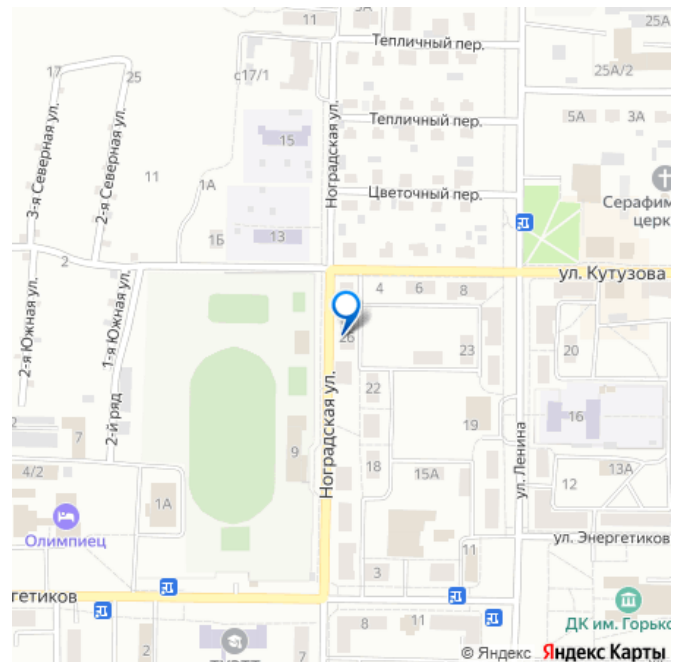 11
25А
Тепличный пер.
17
25
с17/1
25А/2
3-я Северная ул.
2-я Северная ул.
Ноградская ул.
Тепличный пер.
5А
3А
15
11
1А
Цветочный пер.
Серафим
церк
1Б
13
2
ул. Кутузова
4
6
8
2-я Южная ул.
1-я Южная ул.
26
23
20
2-й ряд
Ноградская ул.
22
16
2
7
19
ул. Ленина
9
4/2
18
15А
13А
1А
12
Олимпиец
11
ул. Энергетиков
3
гетиков
ДК им. Горько
8
11
2
7
© Яндекс Яндекс Карты